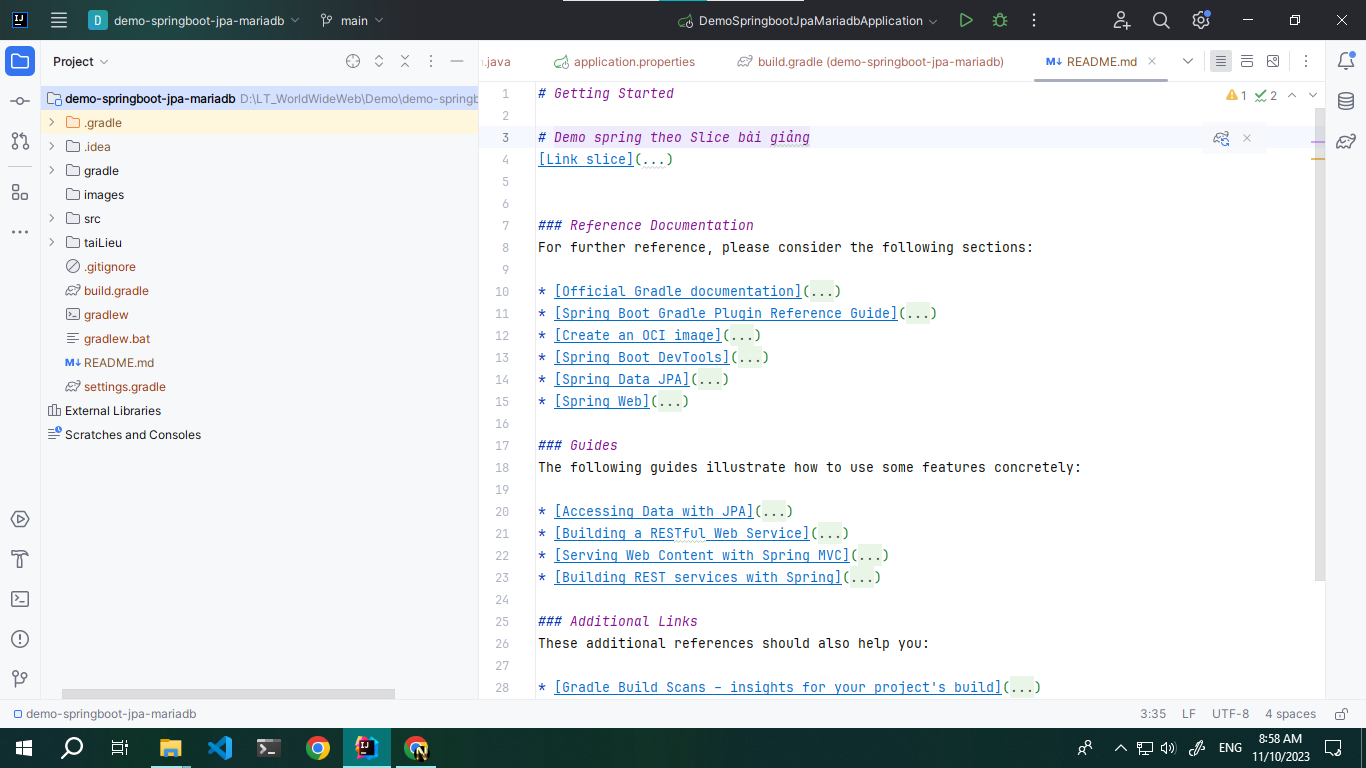 D demo-springboot-jpa-mariadb main DemoSpringbootJpaMariadbApplication
Project
.java application.properties build.gradle (demo-springboot-jpa-mariadb) M↓ README.md
demo-springboot-jpa-mariadb D:\LT_WorldWideWeb\Demo\demo-spring
.gradle
.idea
gradle
images
src
taiLieu
.gitignore
build.gradle
gradlew
gradlew.bat
M↓ README.md
settings.gradle
External Libraries
Scratches and Consoles
1 2
1 # Getting Started
2
3 # Demo spring theo Slice bài giảng
4 [Link slice](...)
5
6
7 ### Reference Documentation
8 For further reference, please consider the following sections:
9
10 * [Official Gradle documentation](...)
11 * [Spring Boot Gradle Plugin Reference Guide](...)
12 * [Create an OCI image](...)
13 * [Spring Boot DevTools](...)
14 * [Spring Data JPA](...)
15 * [Spring Web](...)
16
17 ### Guides
18 The following guides illustrate how to use some features concretely:
19
20 * [Accessing Data with JPA](...)
21 * [Building a RESTful Web Service](...)
22 * [Serving Web Content with Spring MVC](...)
23 * [Building REST services with Spring](...)
24
25 ### Additional Links
26 These additional references should also help you:
27
28 * [Gradle Build Scans – insights for your project's build](...)
demo-springboot-jpa-mariadb 3:35 LF UTF-8 4 spaces
ENG 8:58 AM
11/10/2023